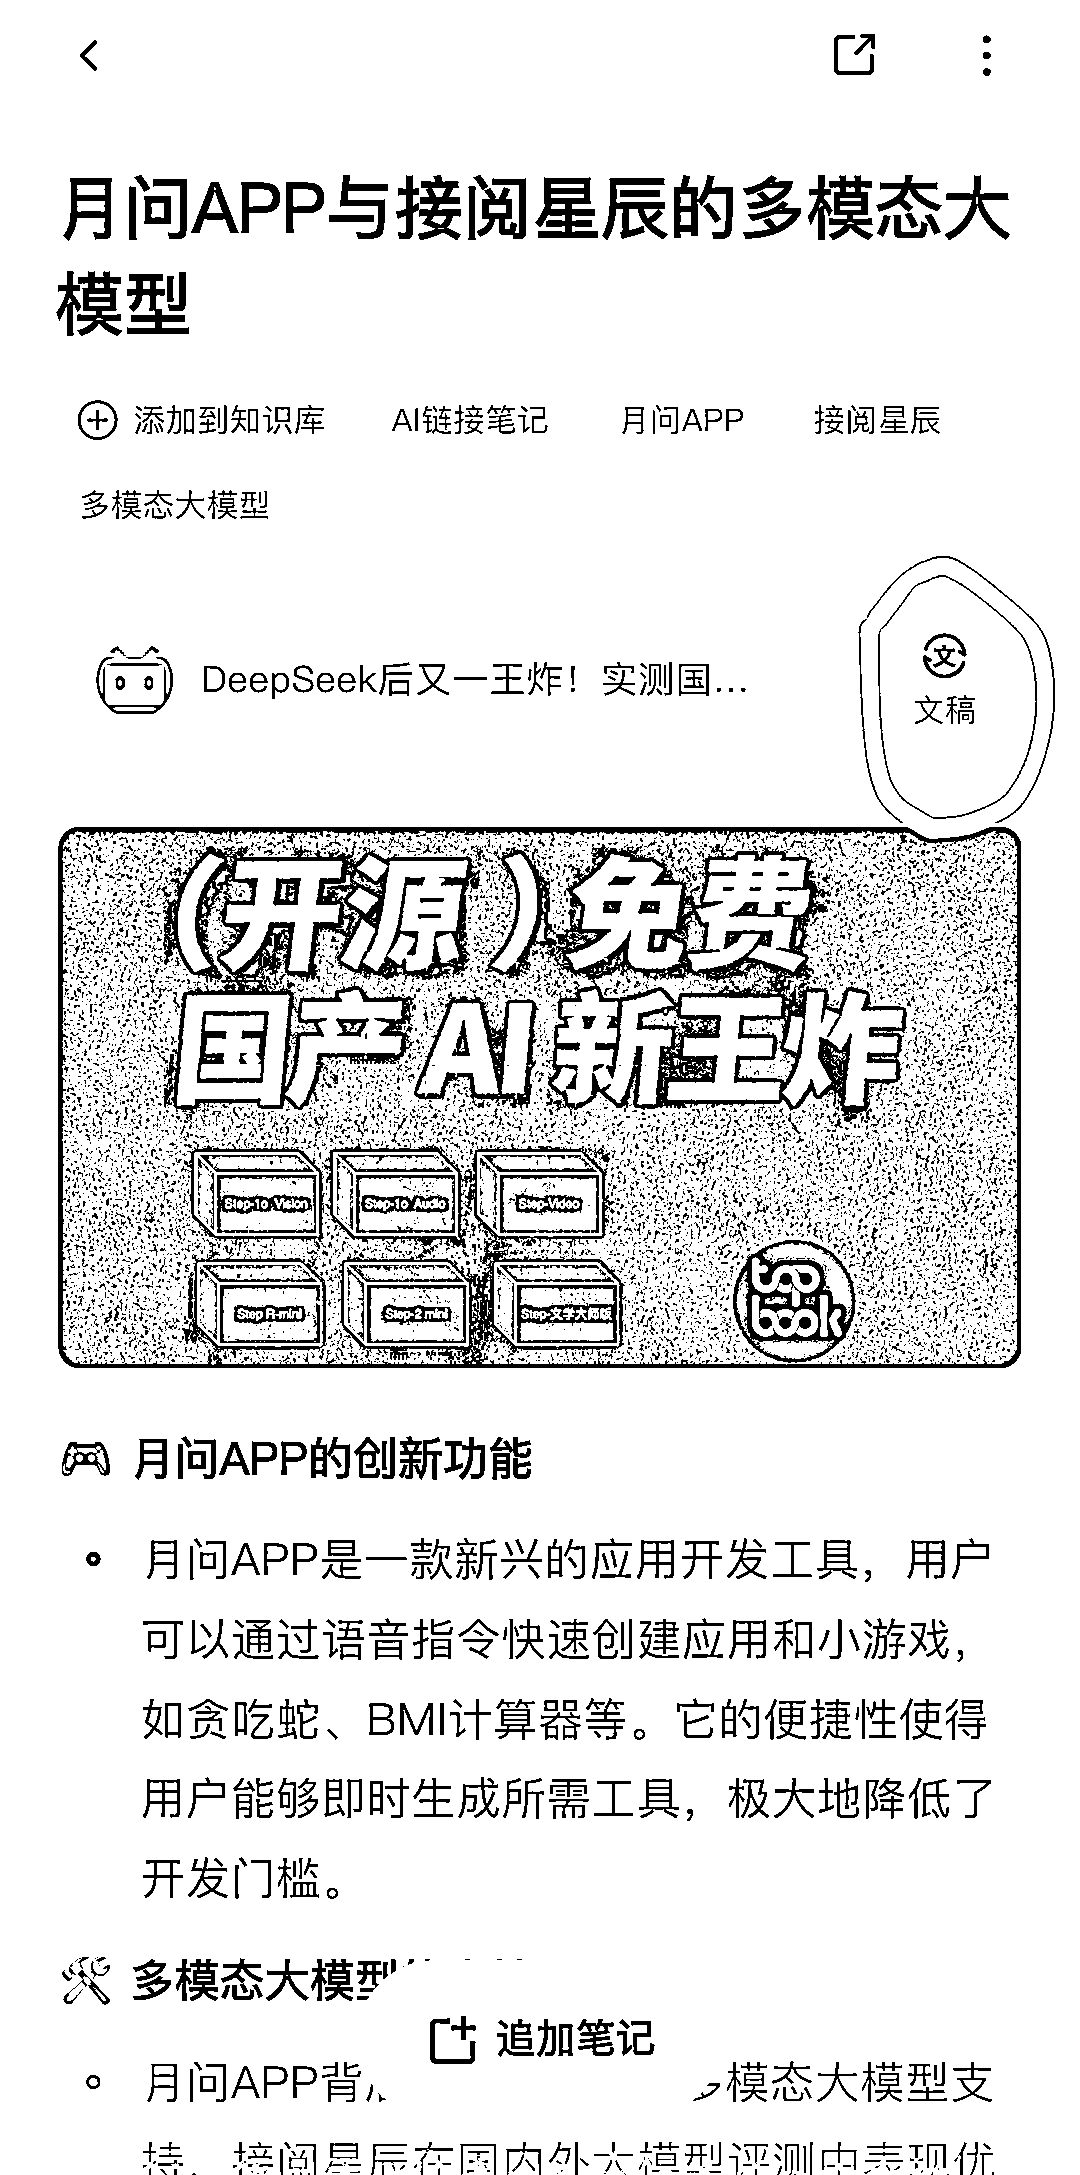 月问APP与接阅星辰的多模态大
模型
添加到知识库 AI链接笔记 月问APP 接阅星辰
多模态大模型
DeepSeek后又一王炸！实测国...
文
文稿
（开源）免费
国产AI新王炸
Step-1o Vision Step-1o Audio Step-Video
Step R-mini Step-2 mini Step-文学大师版
book
月问APP的创新功能
月问APP是一款新兴的应用开发工具，用户
可以通过语音指令快速创建应用和小游戏，
如贪吃蛇、BMI计算器等。它的便捷性使得
用户能够即时生成所需工具，极大地降低了
开发门槛。
多模态大模型
追加笔记
月问APP背 模态大模型支
持，接阅星辰在国内外大模型评测中表现优